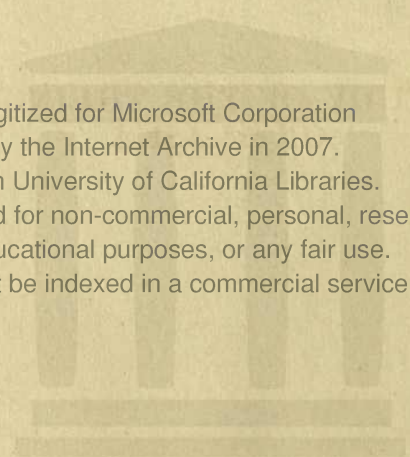 gitized for Microsoft Corporation
y the Internet Archive in 2007.
n University of California Libraries.
d for non-commercial, personal, rese
ucational purposes, or any fair use.
t be indexed in a commercial service